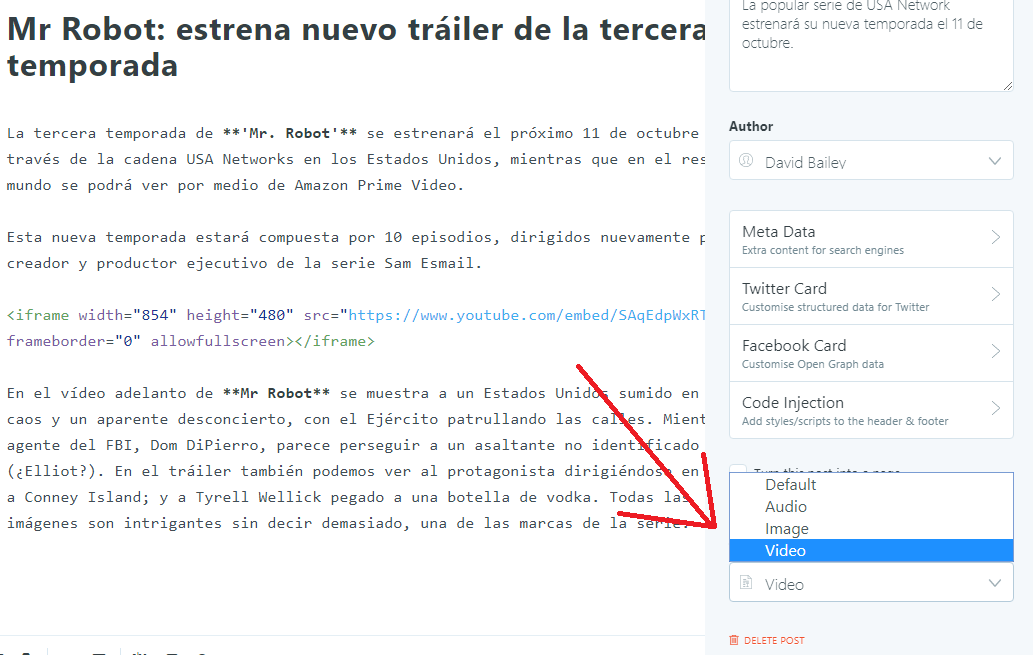 Mr Robot: estrena nuevo tráiler de la tercera
temporada
La tercera temporada de **'Mr. Robot'** se estrenará el próximo 11 de octubre
través de la cadena USA Networks en los Estados Unidos, mientras que en el res
mundo se podrá ver por medio de Amazon Prime Video.
Esta nueva temporada estará compuesta por 10 episodios, dirigidos nuevamente p
creador y productor ejecutivo de la serie Sam Esmail.
<iframe width="854" height="480" src="https://www.youtube.com/embed/SAqEdpWxRT
frameborder="0" allowfullscreen></iframe>
En el vídeo adelanto de **Mr Robot** se muestra a un Estados Unidos sumido en
caos y un aparente desconcierto, con el Ejército patrullando las calles. Mient
agente del FBI, Dom DiPierro, parece perseguir a un asaltante no identificado
(¿Elliot?). En el tráiler también podemos ver al protagonista dirigiéndose en
a Conney Island; y a Tyrell Wellick pegado a una botella de vodka. Todas las
imágenes son intrigantes sin decir demasiado, una de las marcas de la serie.
La popular serie de USA Network
estrenará su nueva temporada el 11 de
octubre.
Author
David Bailey
Meta Data
Extra content for search engines
Twitter Card
Customise structured data for Twitter
Facebook Card
Customise Open Graph data
Code Injection
Add styles/scripts to the header & footer
Turn this post into a page
Default
Audio
Image
Video
Video
DELETE POST